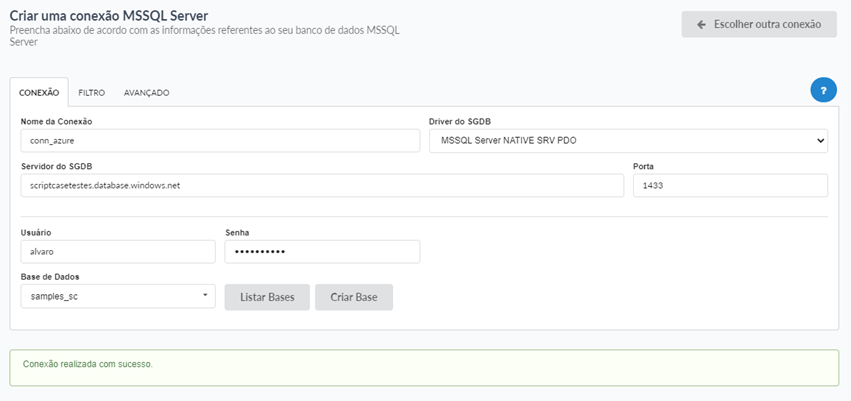 Criar uma conexão MSSQL Server
Preencha abaixo de acordo com as informações referentes ao seu banco de dados MSSQL
Server
Escolher outra conexão
CONEXÃO FILTRO AVANÇADO
?
Nome da Conexão Driver do SGDB
conn_azure MSSQL Server NATIVE SRV PDO
Servidor do SGDB Porta
scriptcasetestes.database.windows.net 1433
Usuário Senha
alvaro ••••••••••
Base de Dados
samples_sc Listar Bases Criar Base
Conexão realizada com sucesso.